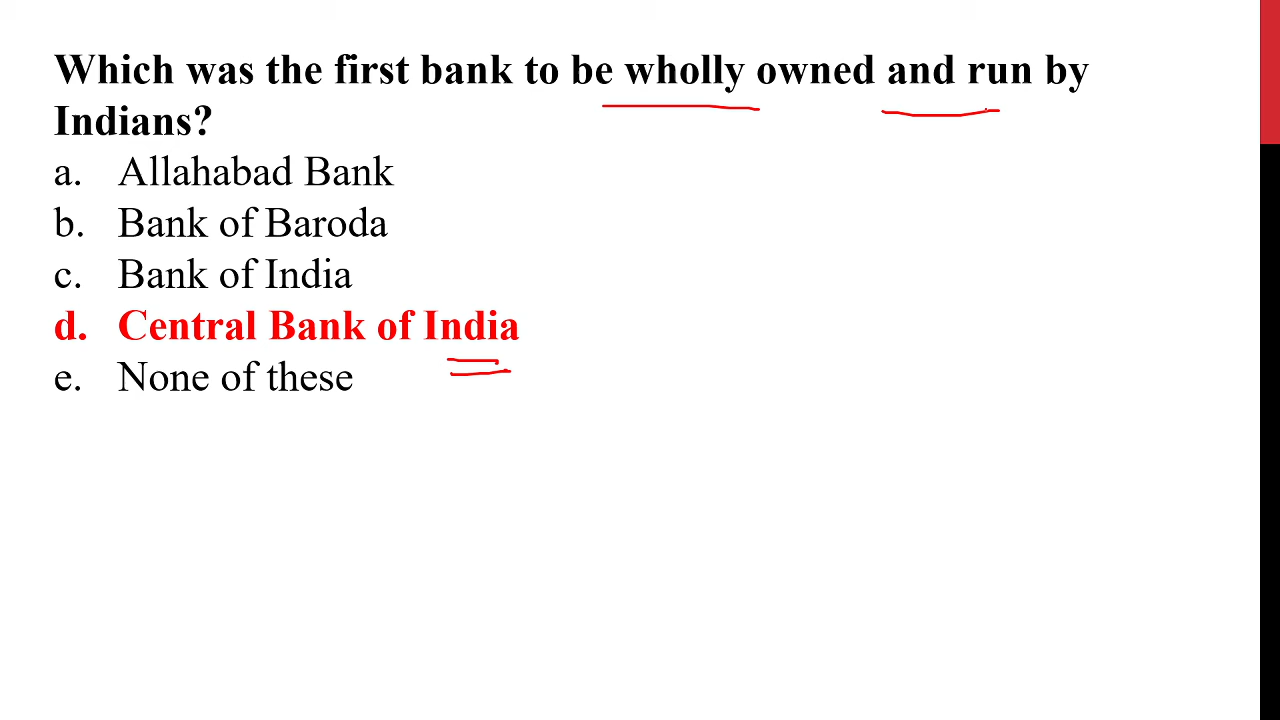 Which was the first bank to be wholly owned and run by
Indians?
a. Allahabad Bank
b. Bank of Baroda
c. Bank of India
d. Central Bank of India
e. None of these